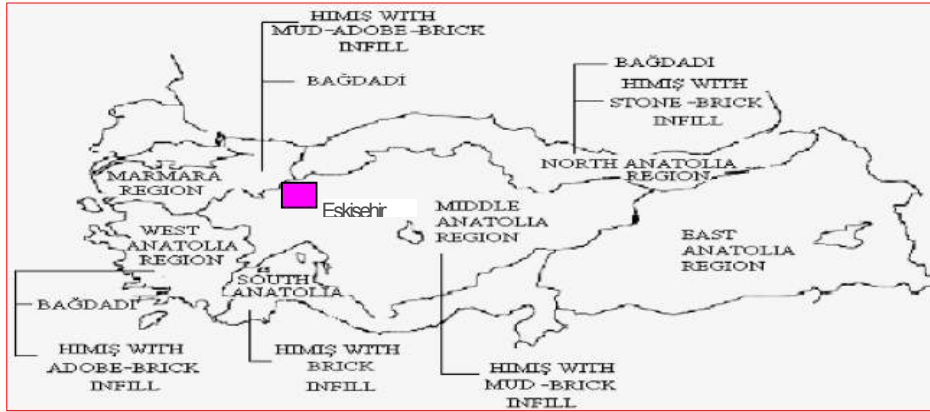 HIMIŞ WITH
MUD-ADOBE-BRICK
INFILL
BAĞDADİ
BAĞDADİ
HIMIŞ WITH
STONE-BRICK
INFILL
MARMARA
REGION
NORTH ANATOLIA
REGION
Eskisehir
WEST
ANATOLIA
REGION
MIDDLE
ANATOLIA
REGION
EAST
ANATOLIA
REGION
SOUTH
ANATOLIA
BAĞDADI
HIMIŞ WITH
ADOBE-BRICK
INFILL
HIMIŞ WITH
BRICK
INFILL
HIMIŞ WITH
MUD-BRICK
INFILL